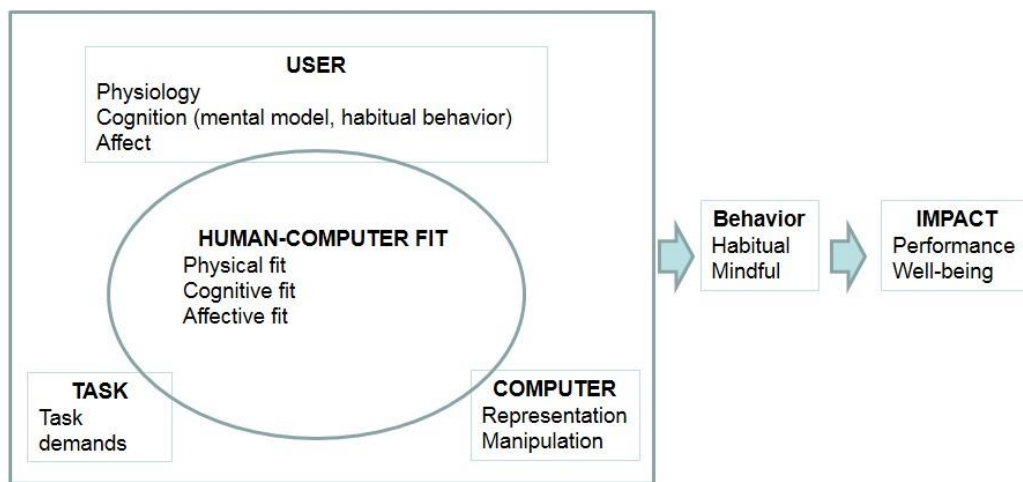 USER
Physiology
Cognition (mental model, habitual behavior)
Affect
HUMAN-COMPUTER FIT
Physical fit
Cognitive fit
Affective fit
TASK
Task
demands
COMPUTER
Representation
Manipulation
Behavior
Habitual
Mindful
IMPACT
Performance
Well-being